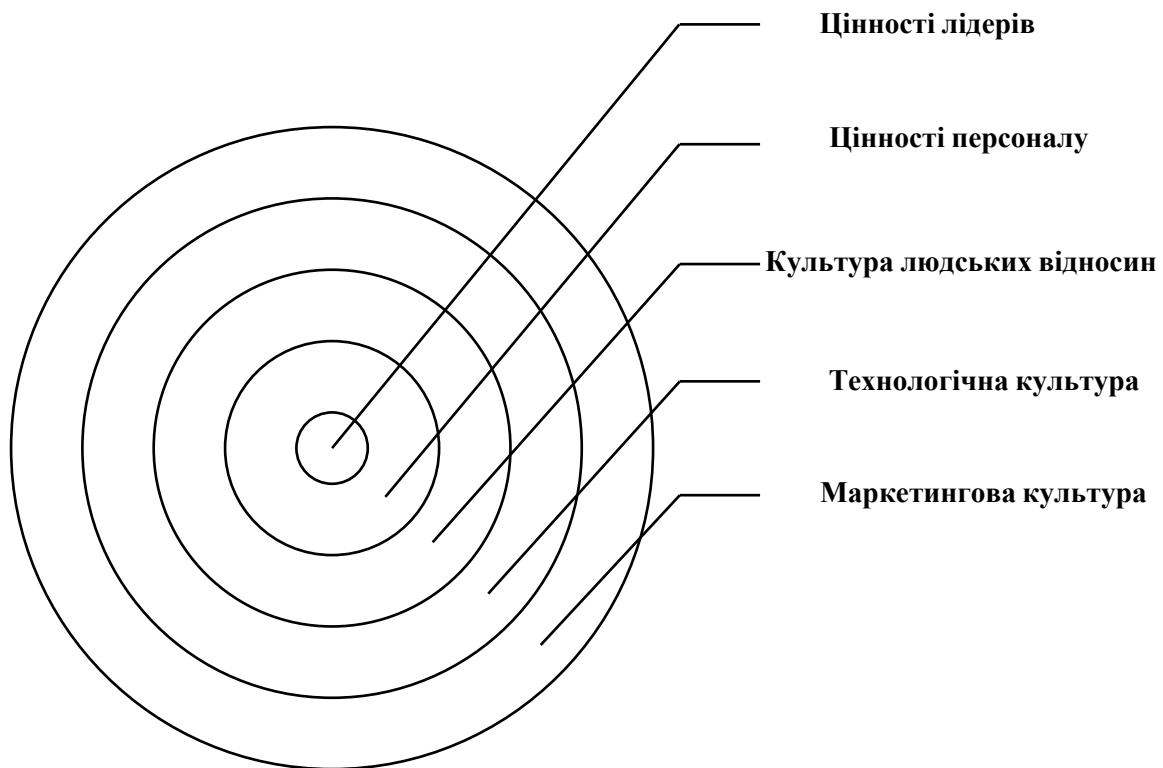 Цінності лідерів
Цінності персоналу
Культура людських відносин
Технологічна культура
Маркетингова культура